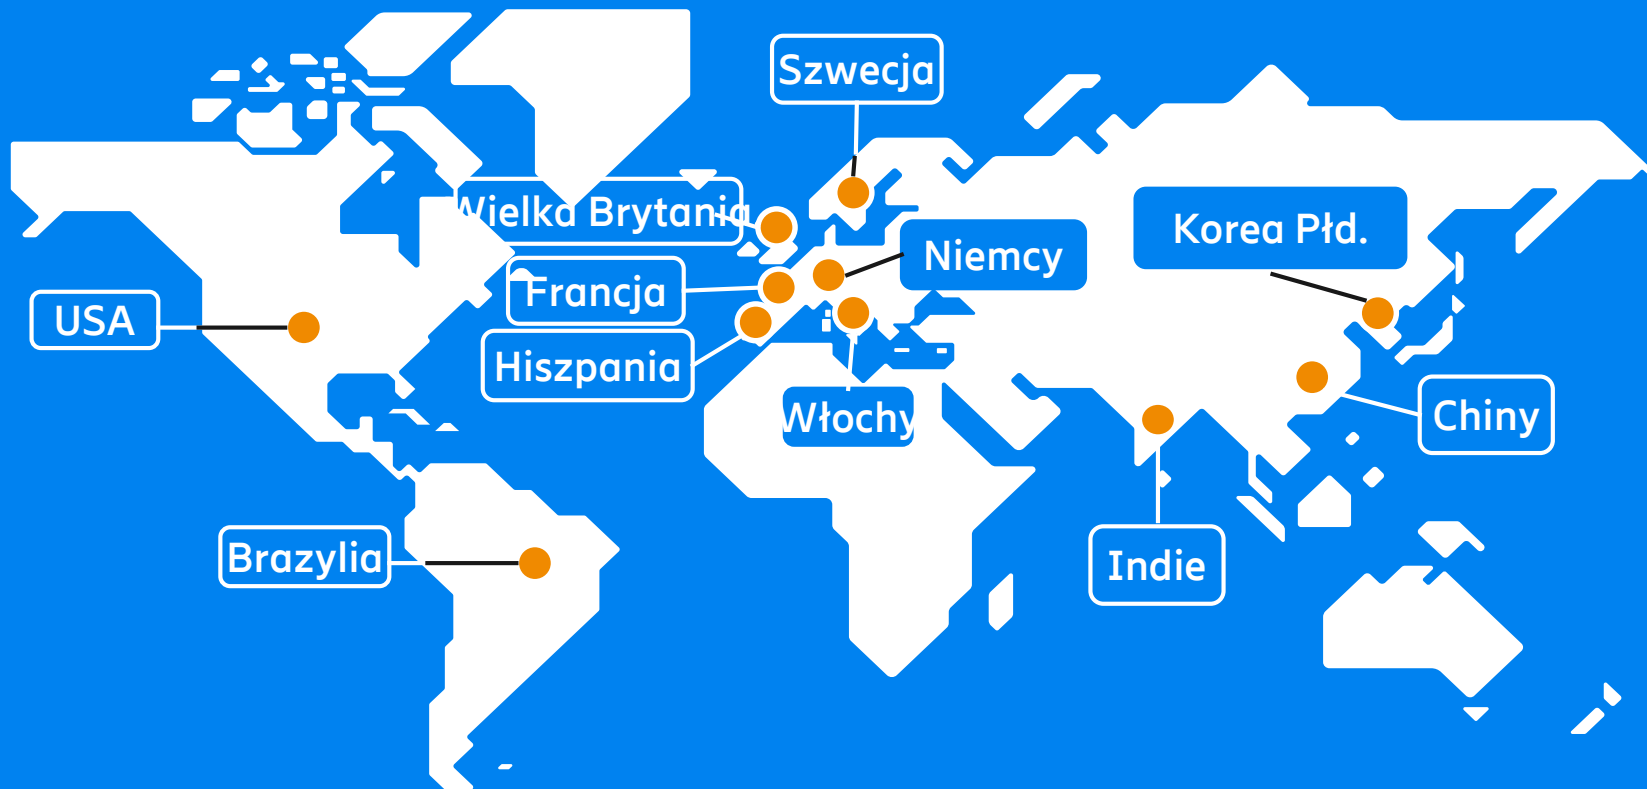 Szwecja
Wielka Brytania
Korea Płd.
Niemcy
Francja
USA
Hiszpania
Włochy
Chiny
Brazylia
Indie